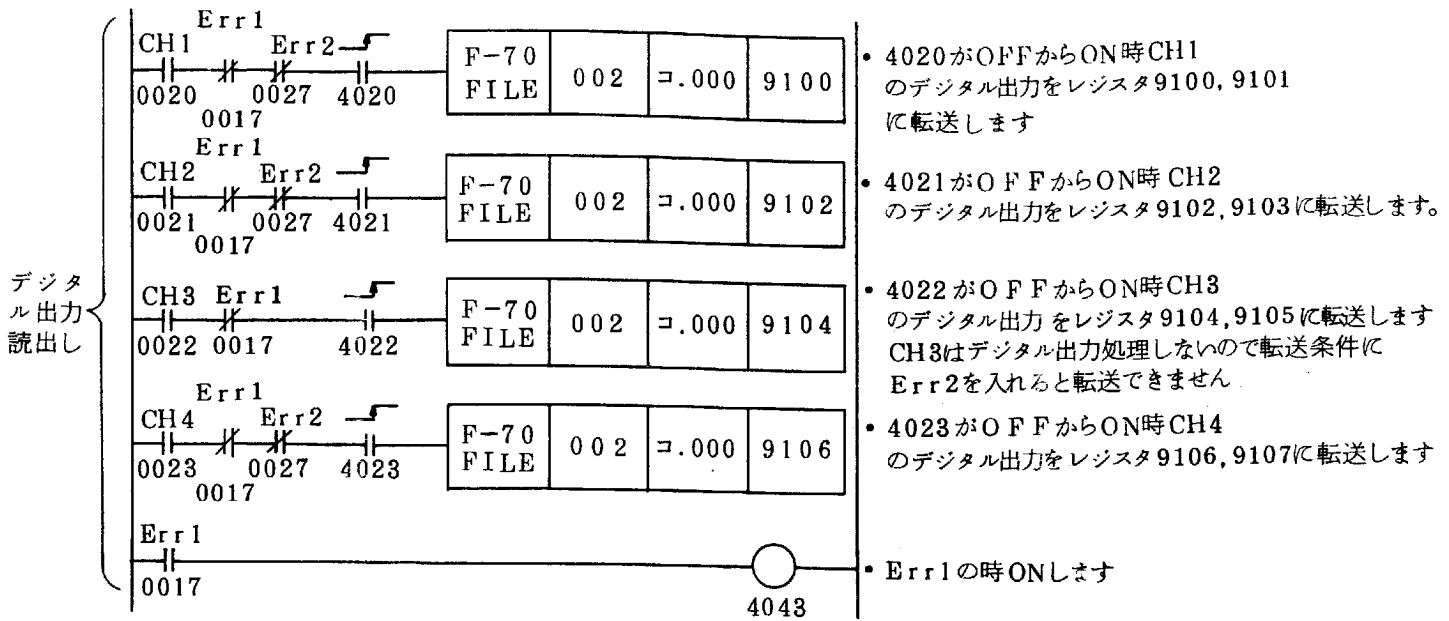 Err1
CH1 Err2
0020 0027 4020
0017
F-70
FILE
002
コ.000
9100
• 4020がOFFからON時CH1
のデジタル出力をレジスタ9100,9101
に転送します
Err1
CH2 Err2
0021 0027 4021
0017
F-70
FILE
002
コ.000
9102
• 4021がOFFからON時CH2
のデジタル出力をレジスタ9102,9103に転送します。
デジタ
ル出力
読出し
CH3 Err1
0022 0017 4022
F-70
FILE
002
コ.000
9104
• 4022がOFFからON時CH3
のデジタル出力をレジスタ9104,9105に転送します
CH3はデジタル出力処理しないので転送条件に
Err2を入れると転送できません
Err1
CH4 Err2
0023 0027 4023
0017
F-70
FILE
002
コ.000
9106
• 4023がOFFからON時CH4
のデジタル出力をレジスタ9106,9107に転送します
Err1
0017
4043
• Err1の時ONします